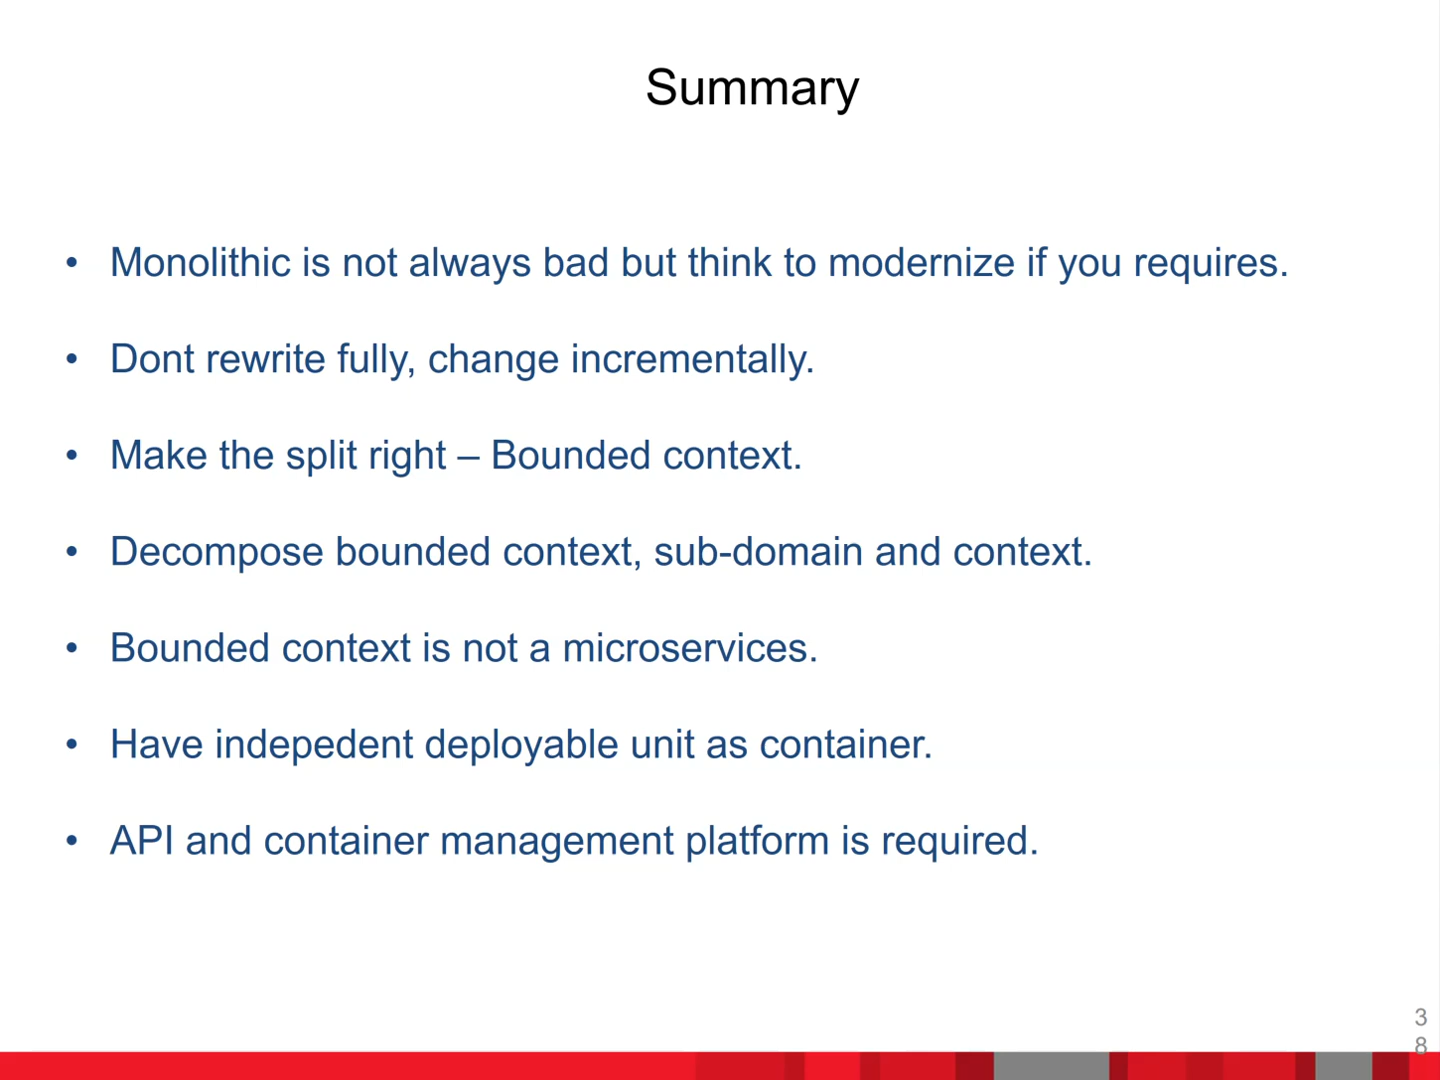 Summary
• Monolithic is not always bad but think to modernize if you requires.
• Dont rewrite fully, change incrementally.
• Make the split right – Bounded context.
• Decompose bounded context, sub-domain and context.
• Bounded context is not a microservices.
• Have indepedent deployable unit as container.
• API and container management platform is required.
3
8